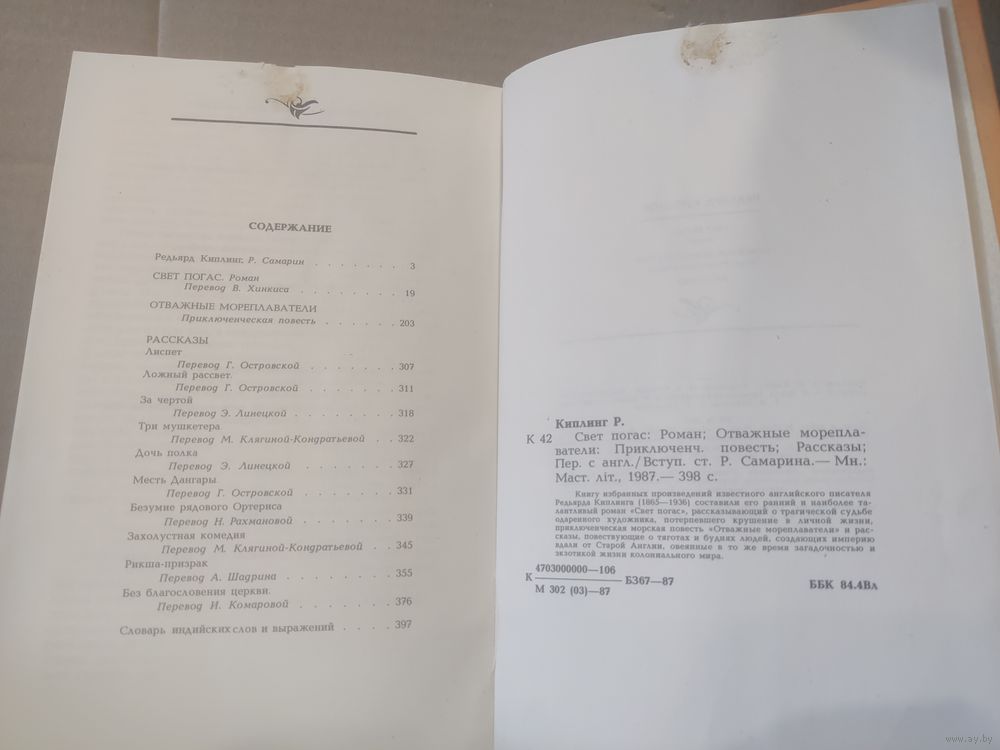 СОДЕРЖАНИЕ
Редьярд Киплинг. Р. Самарин . . . . . . . 3
СВЕТ ПОГАС. Роман
Перевод В. Хинкиса . . . . . . . . 19
ОТВАЖНЫЕ МОРЕПЛАВАТЕЛИ
Приключенческая повесть . . . . . . 203
РАССКАЗЫ
Лиспет
Перевод Г. Островской . . . . . . . 307
Ложный рассвет.
Перевод Г. Островской . . . . . . . 311
За чертой
Перевод Э. Линецкой . . . . . . . . 318
Три мушкетера
Перевод М. Клягиной-Кондратьевой . . 322
Дочь полка
Перевод Э. Линецкой . . . . . . . . 327
Месть Дангары
Перевод Г. Островской . . . . . . . 331
Безумие рядового Ортериса
Перевод Н. Рахмановой . . . . . . . 339
Захолустная комедия
Перевод М. Клягиной-Кондратьевой . . 345
Рикша-призрак
Перевод А. Шадрина . . . . . . . . 355
Без благословения церкви.
Перевод И. Комаровой . . . . . . . 376
Словарь индийских слов и выражений . . . . 397
Киплинг Р.
К 42 Свет погас: Роман; Отважные морепла-
ватели: Приключенч. повесть; Рассказы;
Пер. с англ./Вступ. ст. Р. Самарина.— Мн.:
Маст. літ., 1987.— 398 с.
Книгу избранных произведений известного английского писателя
Редьярда Киплинга (1865—1936) составили его ранний и наиболее та-
лантливый роман «Свет погас», рассказывающий о трагической судьбе
одаренного художника, потерпевшего крушение в личной жизни,
приключенческая морская повесть «Отважные мореплаватели» и рас-
сказы, повествующие о тяготах и буднях людей, создающих империю
вдали от Старой Англии, овеянные в то же время загадочностью и
экзотикой жизни колониального мира.
К 4703000000—106
М 302 (03)—87 БЗ67—87
ББК 84.4Вл
www.ay.by